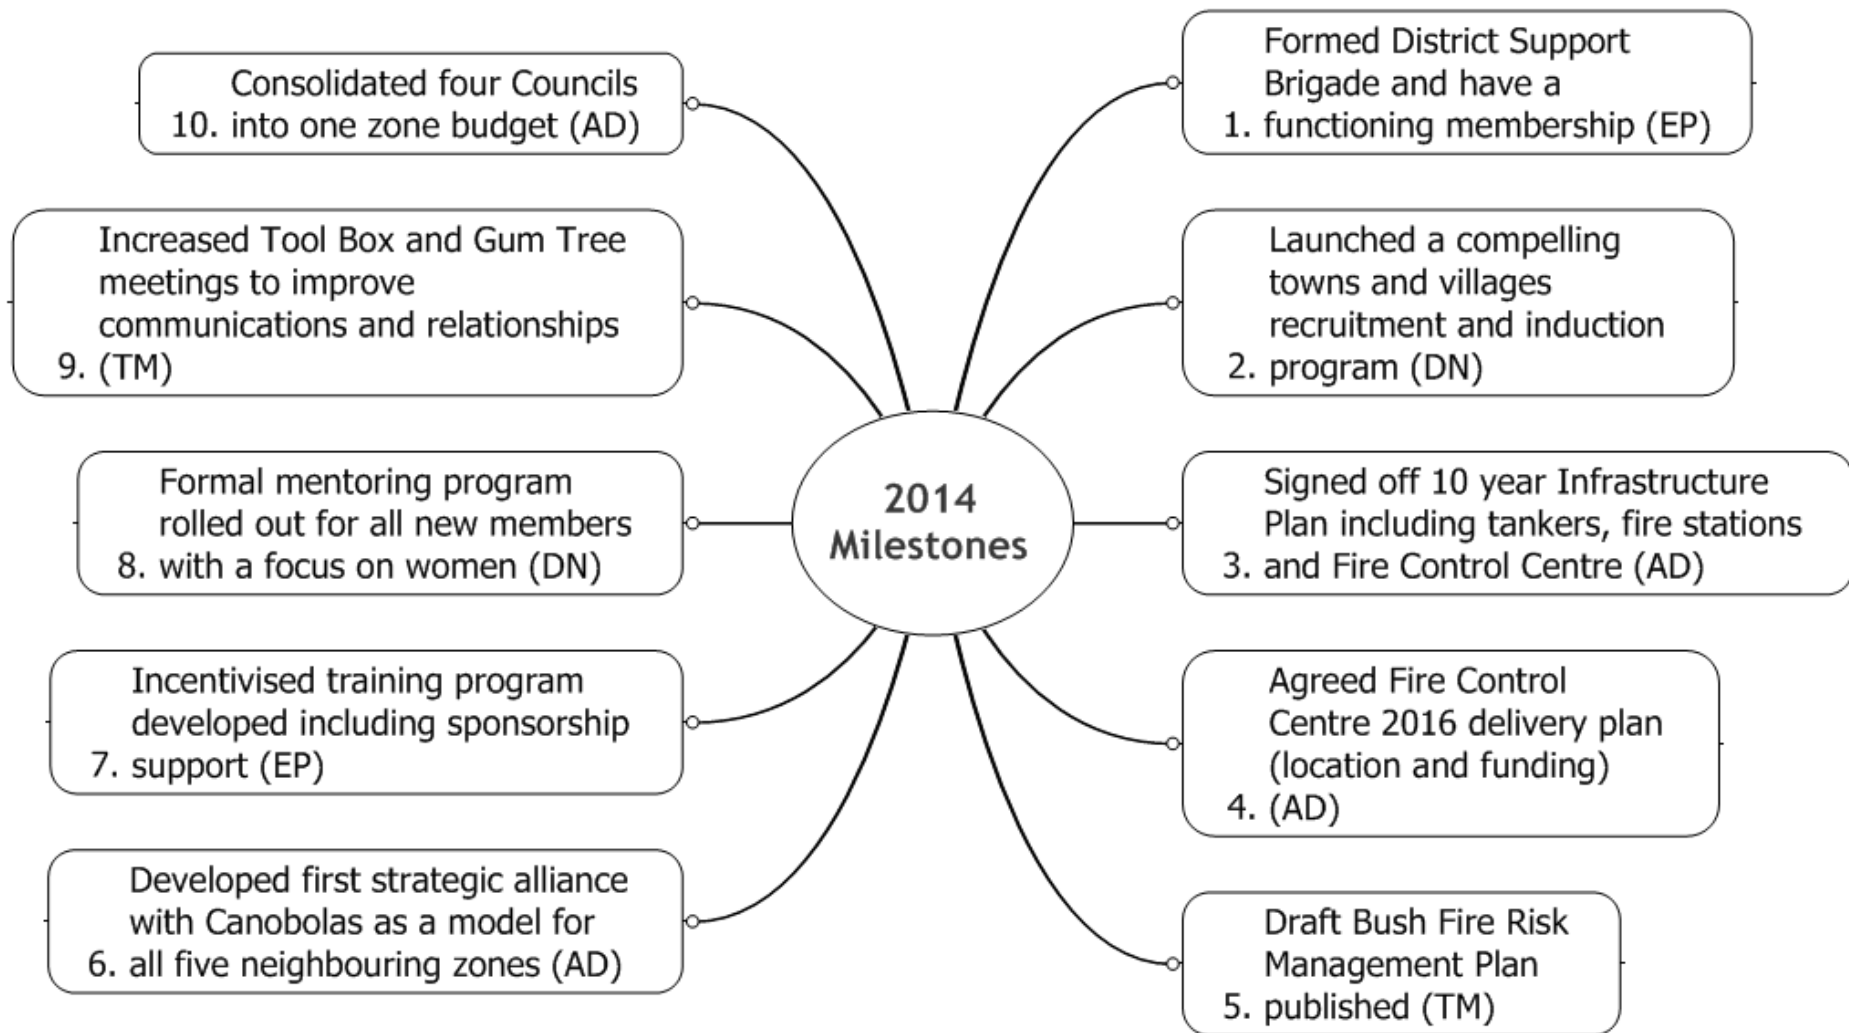 2014
Milestones
Formed District Support
Brigade and have a
1. functioning membership (EP)
Launched a compelling
towns and villages
recruitment and induction
2. program (DN)
Signed off 10 year Infrastructure
Plan including tankers, fire stations
3. and Fire Control Centre (AD)
Agreed Fire Control
Centre 2016 delivery plan
(location and funding)
4. (AD)
Draft Bush Fire Risk
Management Plan
5. published (TM)
Developed first strategic alliance
with Canobolas as a model for
6. all five neighbouring zones (AD)
Incentivised training program
developed including sponsorship
7. support (EP)
Formal mentoring program
rolled out for all new members
8. with a focus on women (DN)
Increased Tool Box and Gum Tree
meetings to improve
communications and relationships
9. (TM)
Consolidated four Councils
10. into one zone budget (AD)